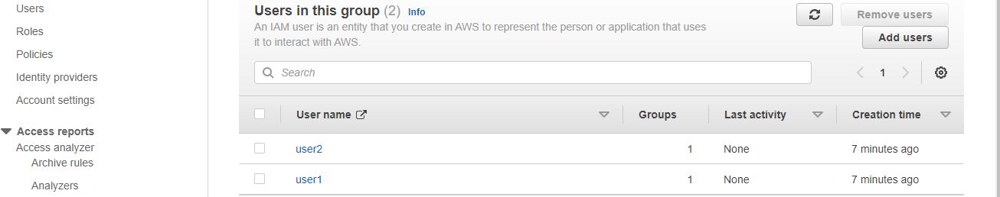 Users
Roles
Policies
Identity providers
Account settings
Access reports
Access analyzer
Archive rules
Analyzers
Users in this group (2) Info
An IAM user is an entity that you create in AWS to represent the person or application that uses
it to interact with AWS.
Remove users
Add users
Search
1
User name Groups Last activity Creation time
user2 1 None 7 minutes ago
user1 1 None 7 minutes ago